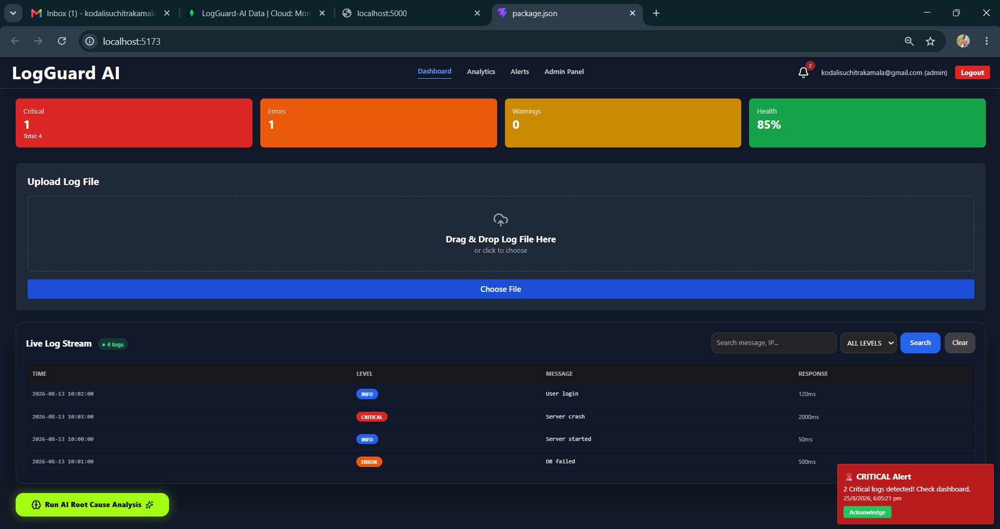 Inbox (1) - kodalisuchitrakamala
LogGuard-AI Data | Cloud: Mon
localhost:5000
package.json
localhost:5173
LogGuard AI
Dashboard
Analytics
Alerts
Admin Panel
2
kodalisuchitrakamala@gmail.com (admin)
Logout
Critical
1
Total: 4
Errors
1
Warnings
0
Health
85%
Upload Log File
Drag & Drop Log File Here
or click to choose
Choose File
Live Log Stream
● 4 logs
Search message, IP...
ALL LEVELS
Search
Clear
TIME LEVEL MESSAGE RESPONSE
2026-08-13 10:02:00 INFO User login 120ms
2026-08-13 10:03:00 CRITICAL Server crash 2000ms
2026-08-13 10:00:00 INFO Server started 50ms
2026-08-13 10:01:00 ERROR DB failed 500ms
Run AI Root Cause Analysis
🚨 CRITICAL Alert
2 Critical logs detected! Check dashboard.
25/8/2026, 6:05:21 pm
Acknowledge